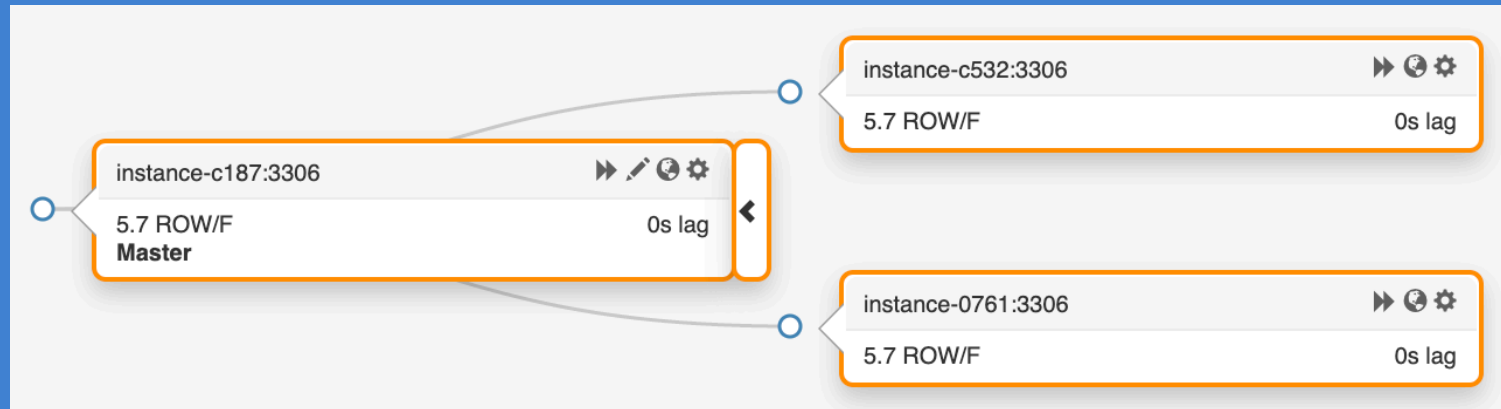 instance-c187:3306
5.7 ROW/F 0s lag
Master
instance-c532:3306
5.7 ROW/F 0s lag
instance-0761:3306
5.7 ROW/F 0s lag